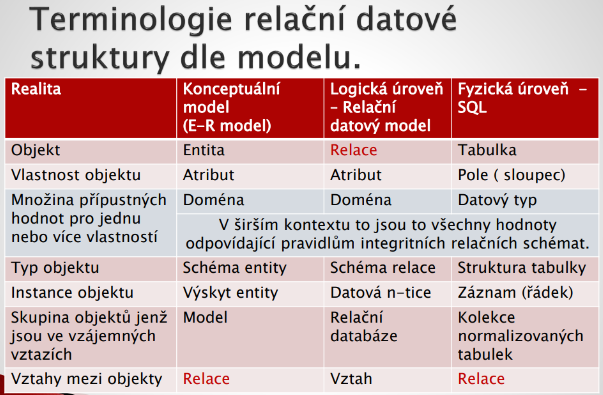 Terminologie relační datové
struktury dle modelu.
Realita
Konceptuální
model
(E-R model)
Logická úroveň
– Relační
datový model
Fyzická úroveň –
SQL
Objekt
Entita
Relace
Tabulka
Vlastnost objektu
Atribut
Atribut
Pole ( sloupec)
Množina přípustných
hodnot pro jednu
nebo více vlastností
Doména
Doména
Datový typ
V širším kontextu to jsou to všechny hodnoty
odpovídající pravidlům integritních relačních schémat.
Typ objektu
Schéma entity
Schéma relace
Struktura tabulky
Instance objektu
Výskyt entity
Datová n-tice
Záznam (řádek)
Skupina objektů jenž
jsou ve vzájemných
vztazích
Model
Relační
databáze
Kolekce
normalizovaných
tabulek
Vztahy mezi objekty
Relace
Vztah
Relace